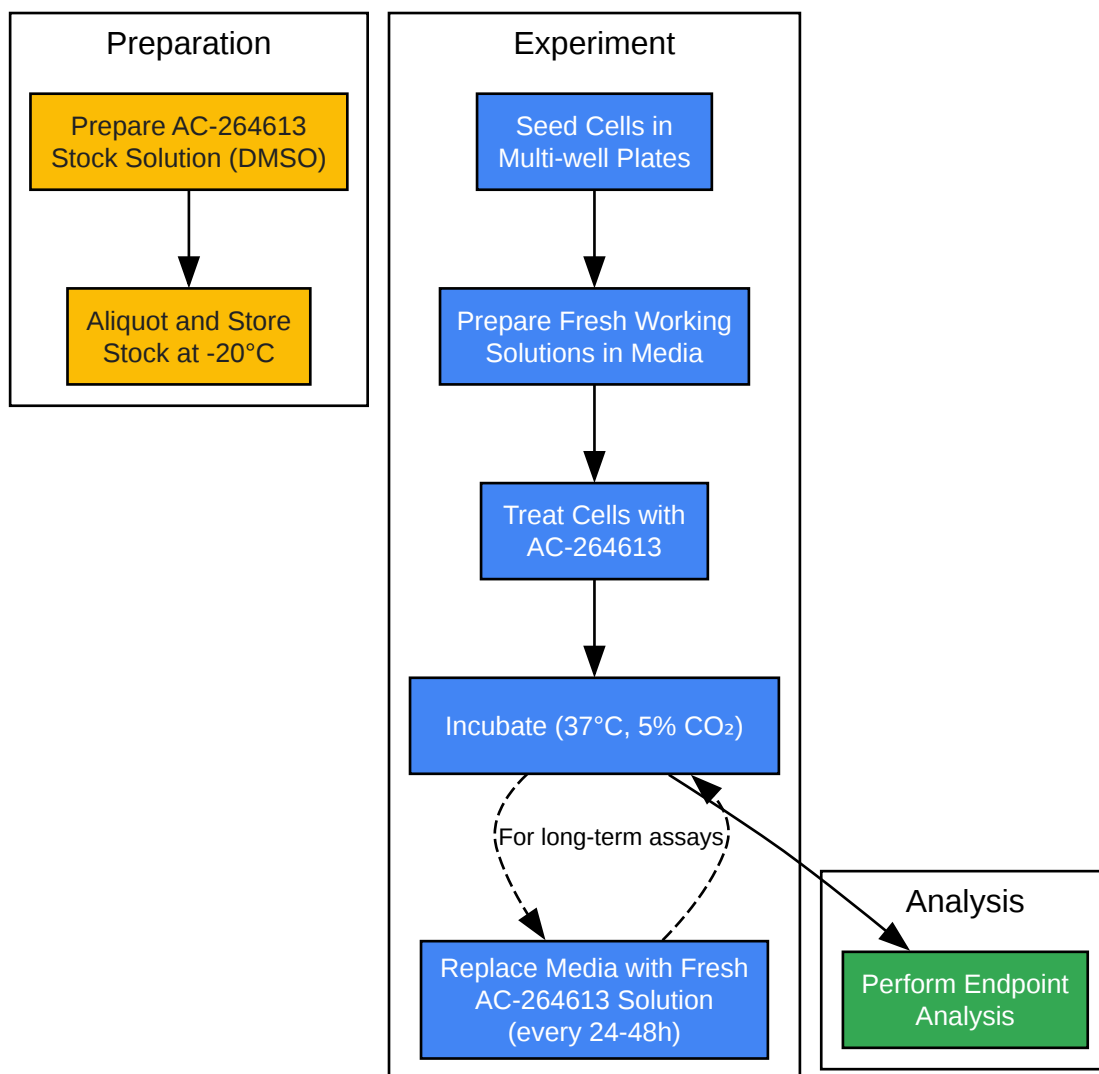 Preparation
Prepare AC-264613
Stock Solution (DMSO)
Aliquot and Store
Stock at -20°C
Experiment
Seed Cells in
Multi-well Plates
Prepare Fresh Working
Solutions in Media
Treat Cells with
AC-264613
Incubate (37°C, 5% CO₂)
For long-term assays
Replace Media with Fresh
AC-264613 Solution
(every 24-48h)
Analysis
Perform Endpoint
Analysis